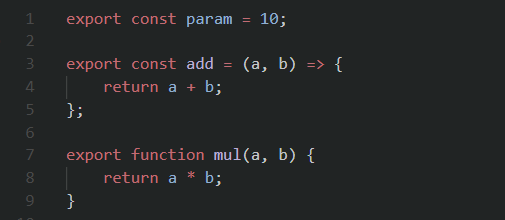 1 export const param = 10;
2
3 export const add = (a, b) => {
4 return a + b;
5 };
6
7 export function mul(a, b) {
8 return a * b;
9 }